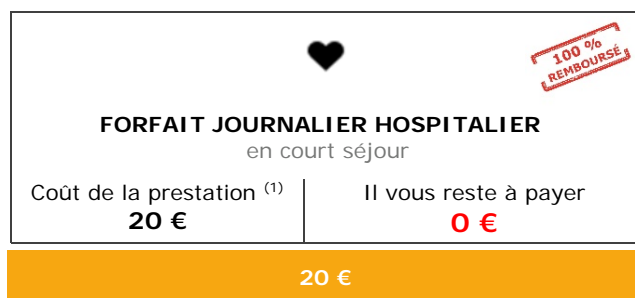 100 %
REMBOURSÉ
FORFAIT JOURNALIER HOSPITALIER
en court séjour
Coût de la prestation (1)
20 €
Il vous reste à payer
0 €
20 €